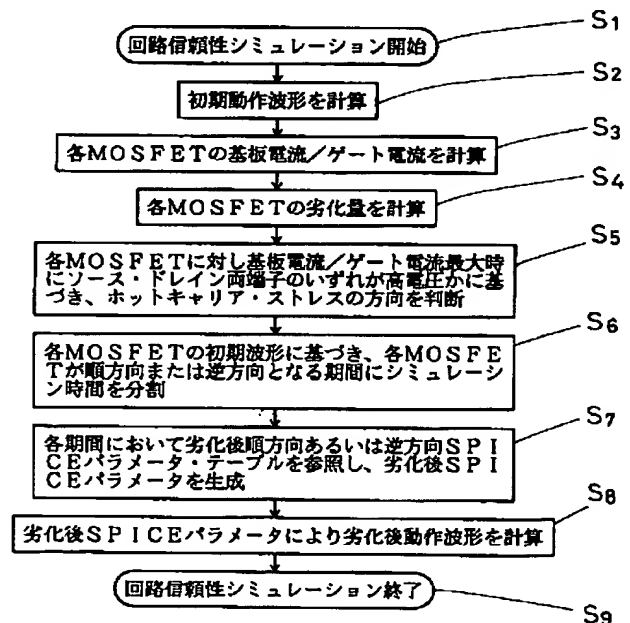 S1
回路信頼性シミュレーション開始
S2
初期動作波形を計算
S3
各MOSFETの基板電流／ゲート電流を計算
S4
各MOSFETの劣化量を計算
S5
各MOSFETに対し基板電流／ゲート電流最大時
にソース・ドレイン両端子のいずれが高電圧かに基
づき、ホットキャリア・ストレスの方向を判断
S6
各MOSFETの初期波形に基づき、各MOSFE
Tが順方向または逆方向となる期間にシミュレーシ
ョン時間を分割
S7
各期間において劣化後順方向あるいは逆方向SPI
CEパラメータ・テーブルを参照し、劣化後SPI
CEパラメータを生成
S8
劣化後SPICEパラメータにより劣化後動作波形を計算
回路信頼性シミュレーション終了
S9